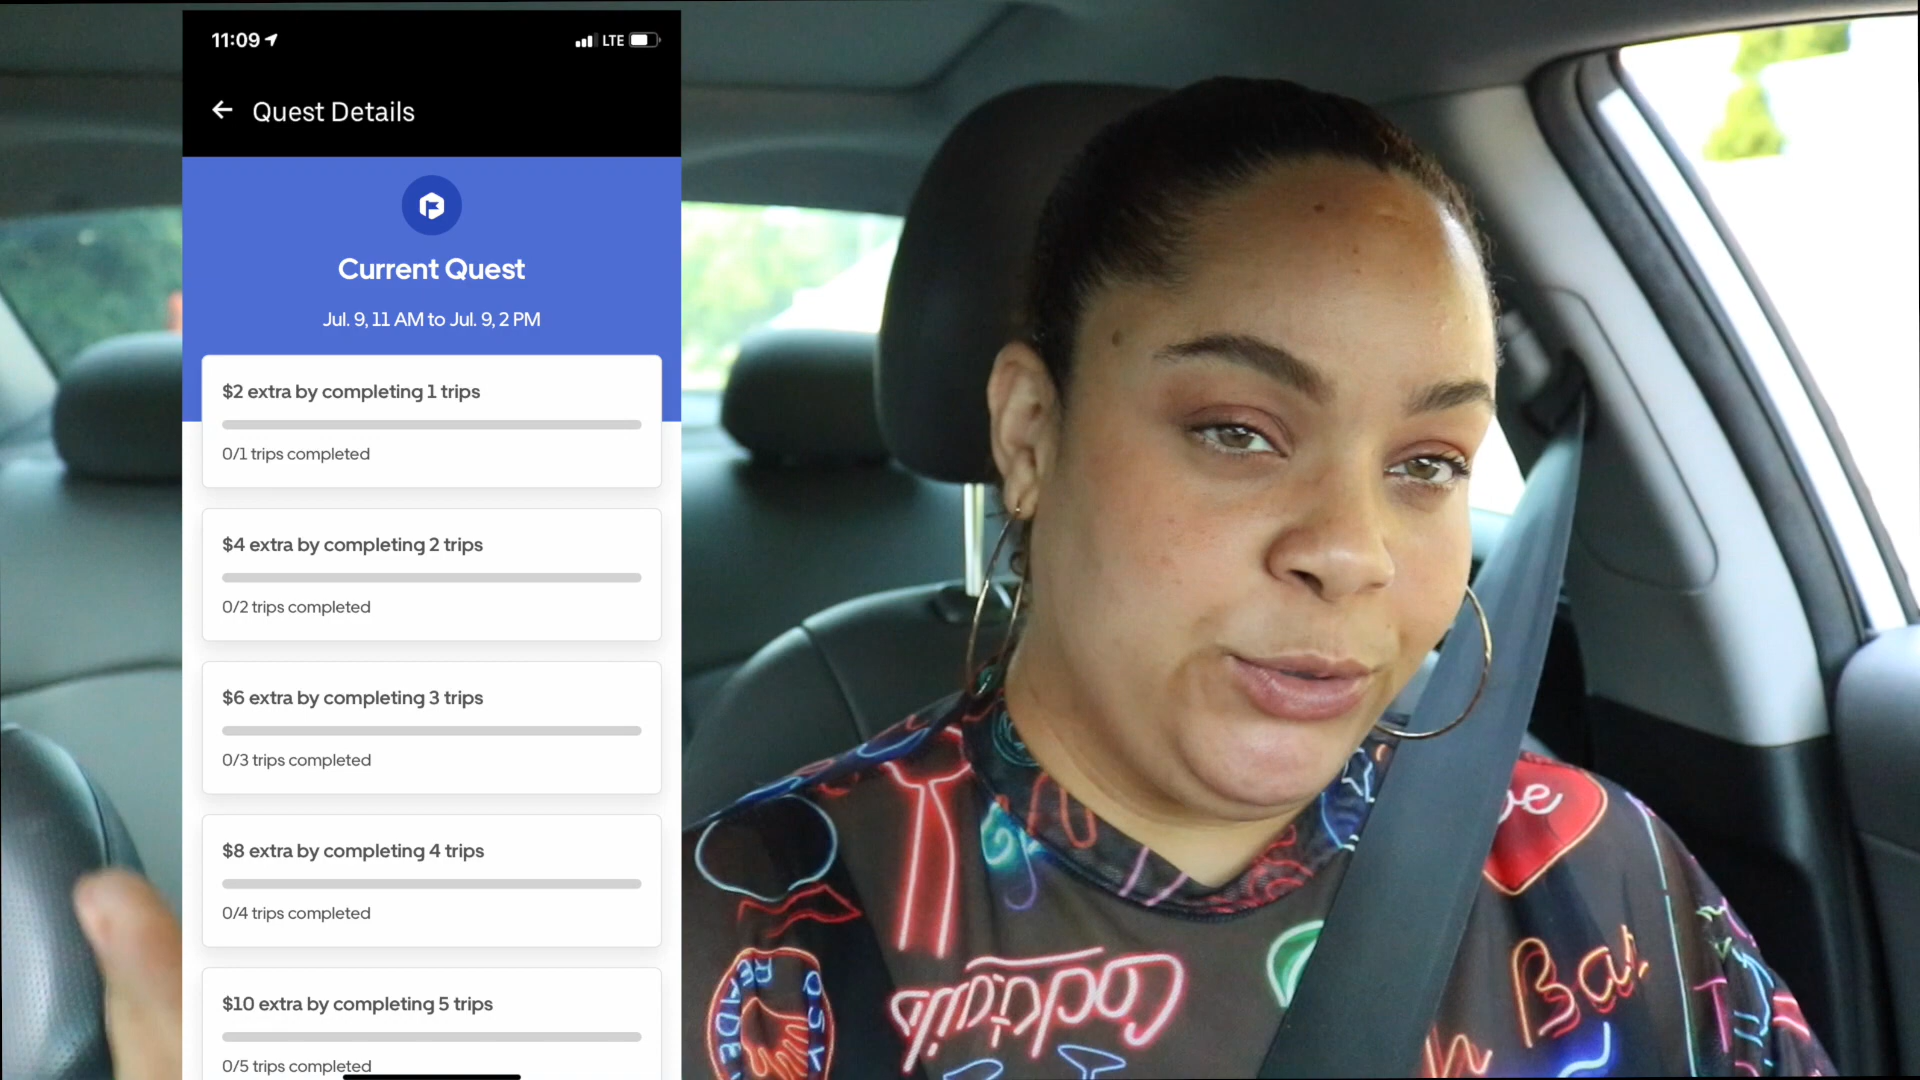 11:09
LTE
Quest Details
Current Quest
Jul. 9, 11 AM to Jul. 9, 2 PM
$2 extra by completing 1 trips
0/1 trips completed
$4 extra by completing 2 trips
0/2 trips completed
$6 extra by completing 3 trips
0/3 trips completed
$8 extra by completing 4 trips
0/4 trips completed
$10 extra by completing 5 trips
0/5 trips completed
Cocktails
Bar